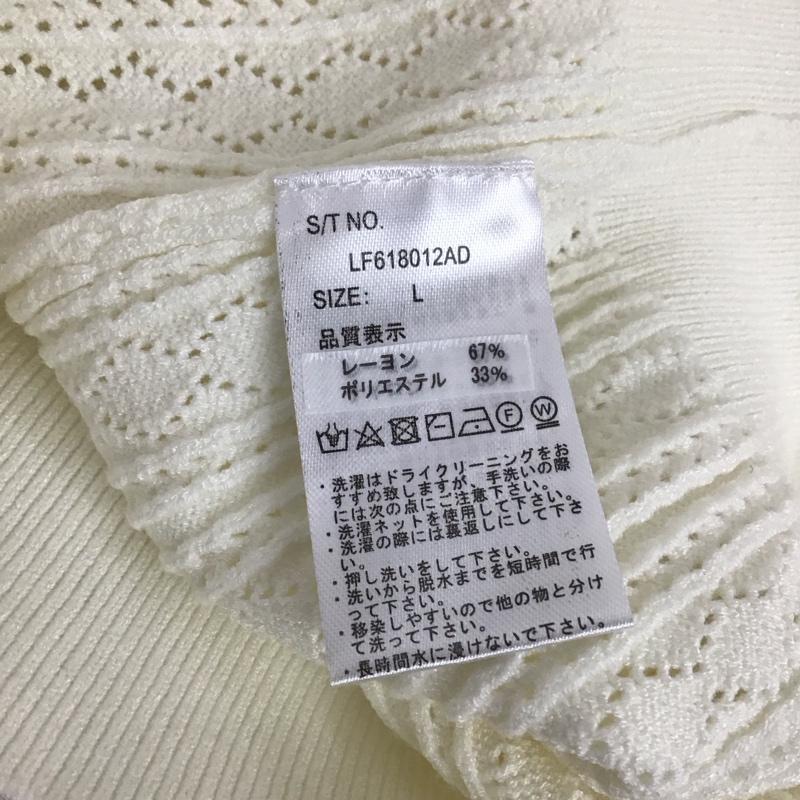 S/T NO.
LF618012AD
SIZE: L
品質表示
レーヨン 67%
ポリエステル 33%
F W
・洗濯はドライクリーニングをお
すすめ致しますが、手洗いの際
には次の点にご注意下さい。
・洗濯ネットを使用して下さい。
・洗濯の際には裏返しにして下さ
い。
・押し洗いをして下さい。
・洗いから脱水までを短時間で行
って下さい。
・移染しやすいので他の物と分け
て洗って下さい。
・長時間水に浸けないで下さい。